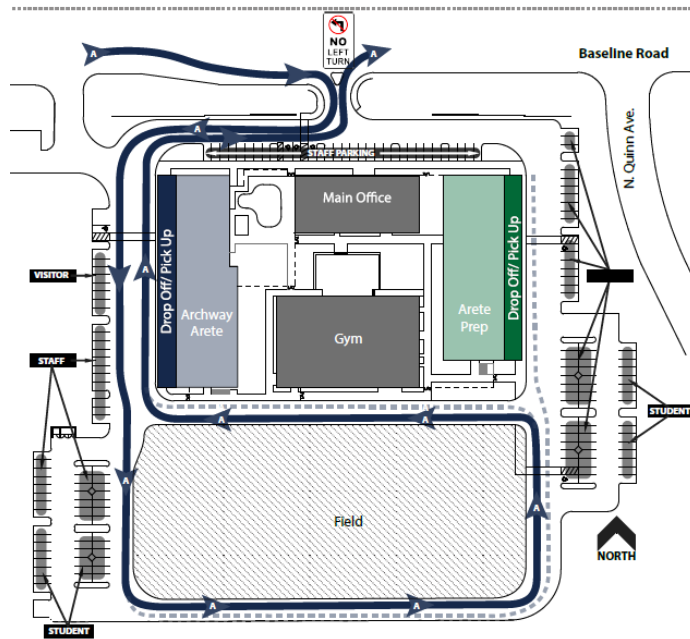 NO
LEFT
TURN
A
A
Baseline Road
A
A
STAFF PARKING
N. Quinn Ave.
Main Office
Drop Off/ Pick Up
Archway
Arete
Arete
Prep
Drop Off/ Pick Up
A
A
VISITOR
Gym
STAFF
STUDENT
A
A
A
A
Field
NORTH
A
A
STUDENT